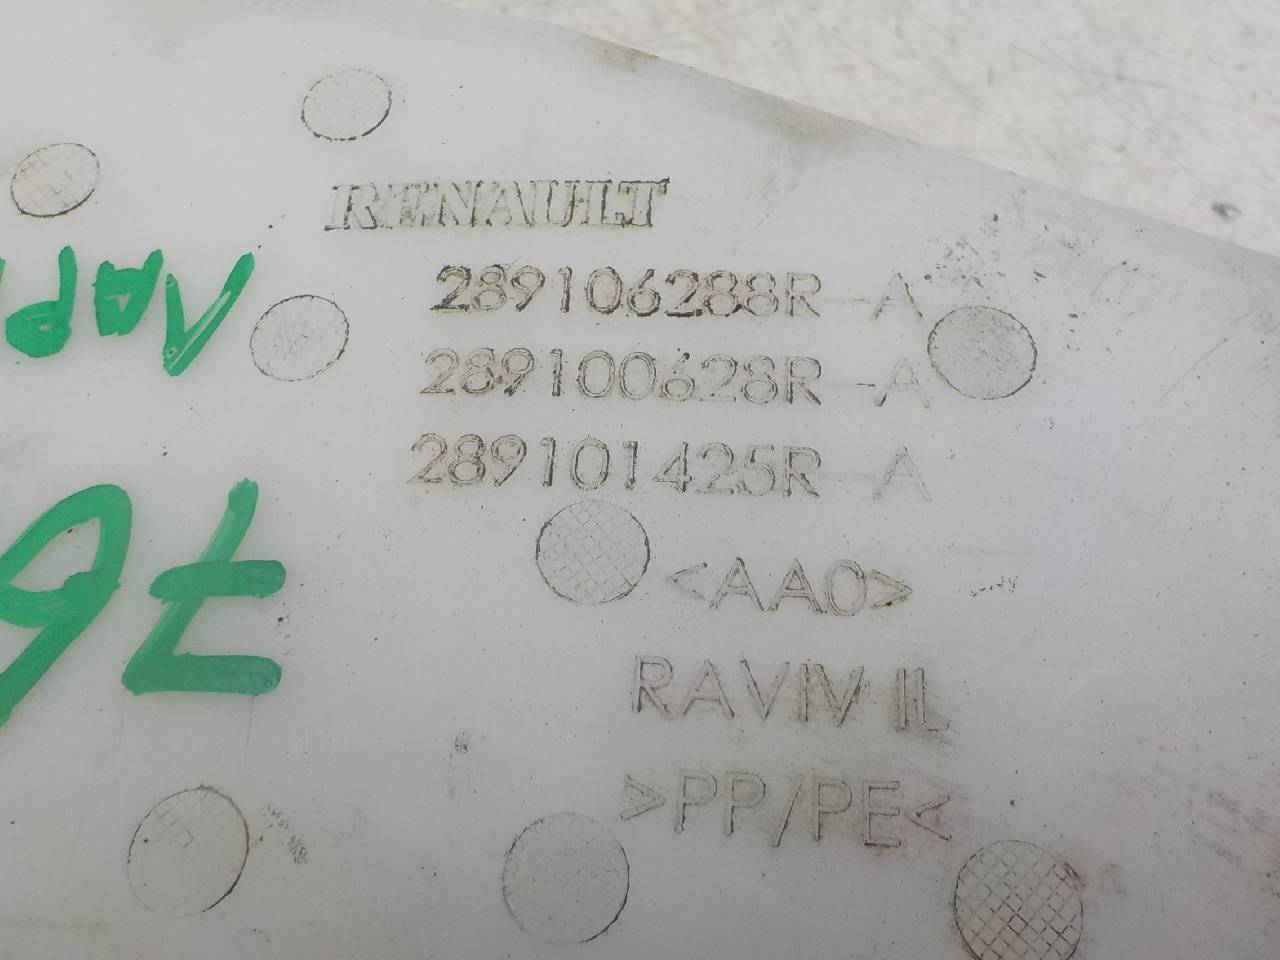 RENAULT
289106288R-A
289100628R-A
289101425R-A
<AA0>
RAVIV IL
>PP/PE<